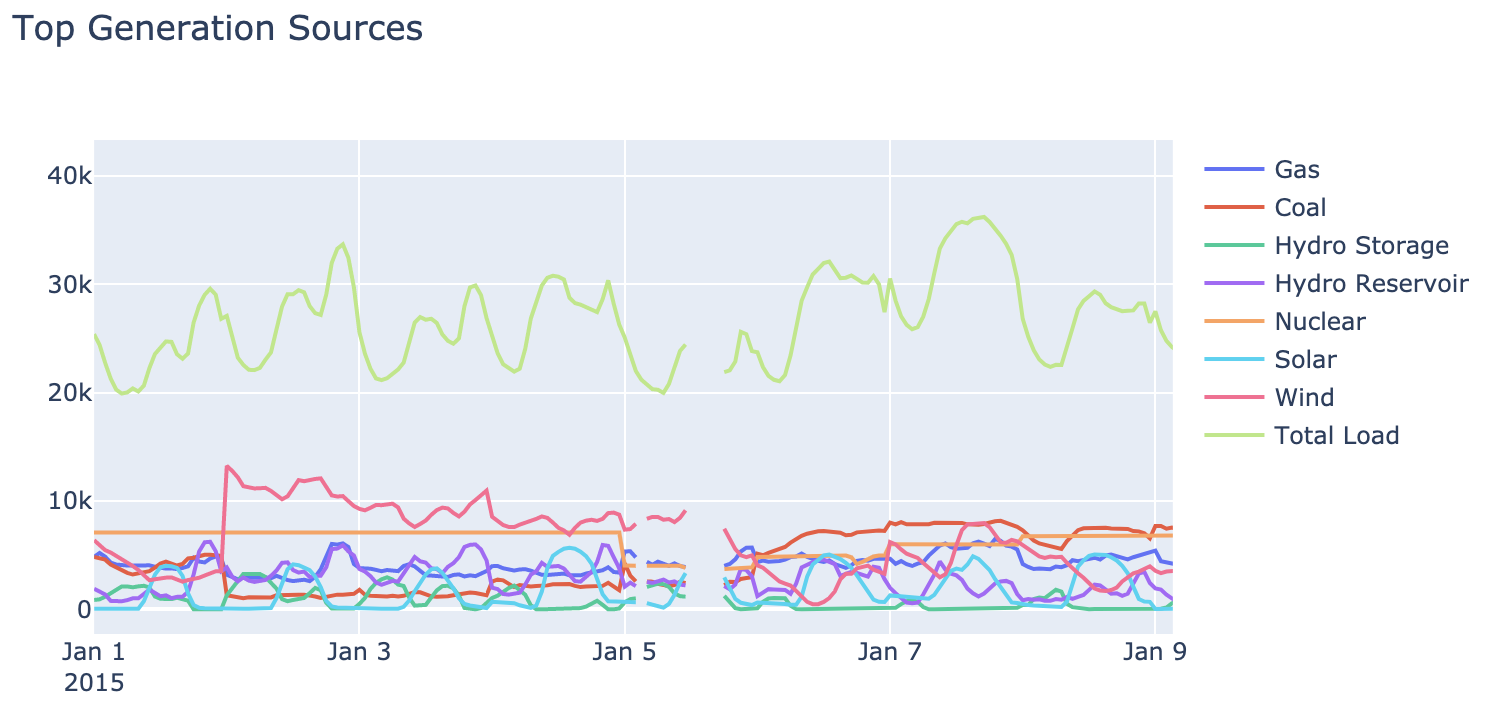 Top Generation Sources
40k
30k
20k
10k
0
Jan 1
2015
Jan 3
Jan 5
Jan 7
Jan 9
Gas
Coal
Hydro Storage
Hydro Reservoir
Nuclear
Solar
Wind
Total Load